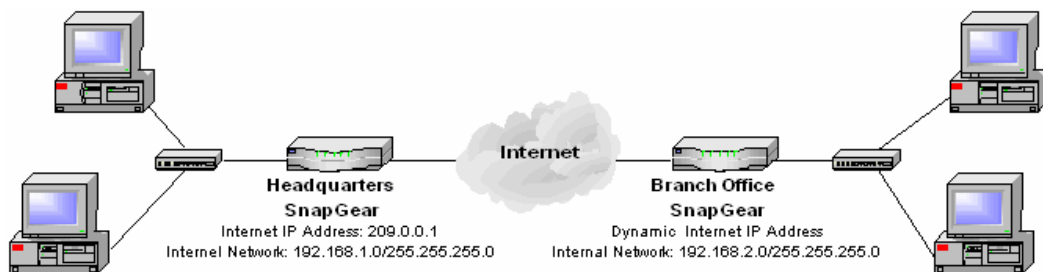 Internet
Headquarters
SnapGear
Internet IP Address: 209.0.0.1
Internel Network: 192.168.1.0/255.255.255.0
Branch Office
SnapGear
Dynamic Internet IP Address
Internal Network: 192.168.2.0/255.255.255.0